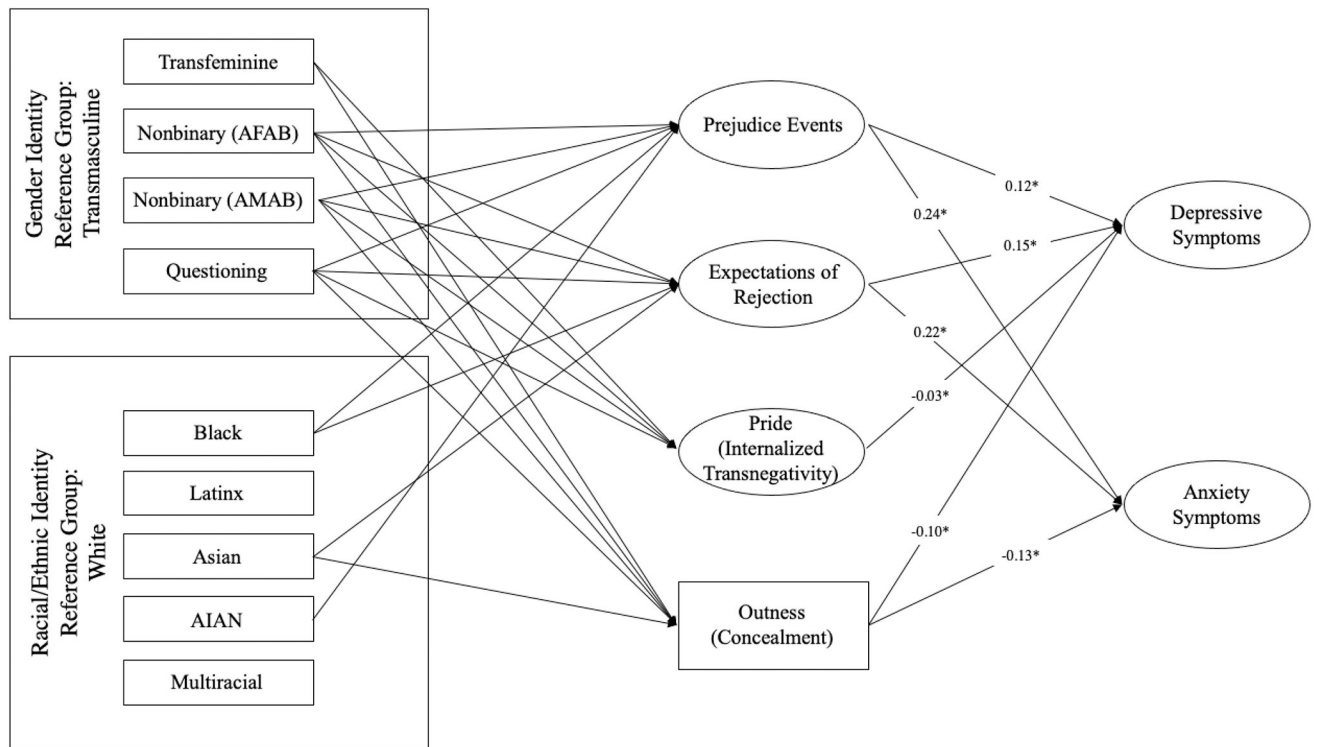 Gender Identity
Reference Group:
Transmasculine
Transfeminine
Nonbinary (AFAB)
Nonbinary (AMAB)
Questioning
Racial/Ethnic Identity
Reference Group:
White
Black
Latinx
Asian
AIAN
Multiracial
Prejudice Events
Expectations of
Rejection
Pride
(Internalized
Transnegativity)
Outness
(Concealment)
0.12*
0.24*
0.15*
0.22*
-0.03*
-0.10*
-0.13*
Depressive
Symptoms
Anxiety
Symptoms